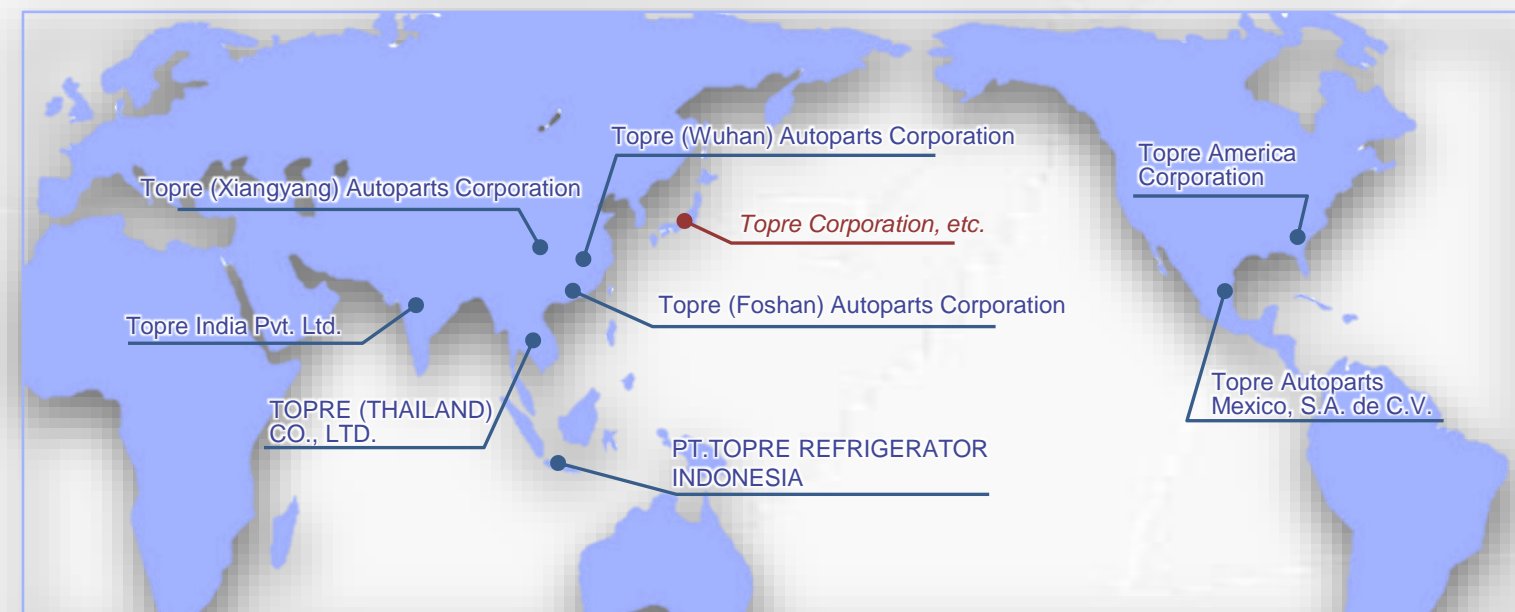 Topre (Wuhan) Autoparts Corporation
Topre America
Corporation
Topre (Xiangyang) Autoparts Corporation
Topre Corporation, etc.
Topre (Foshan) Autoparts Corporation
Topre India Pvt. Ltd.
TOPRE (THAILAND)
CO., LTD.
Topre Autoparts
Mexico, S.A. de C.V.
PT.TOPRE REFRIGERATOR
INDONESIA